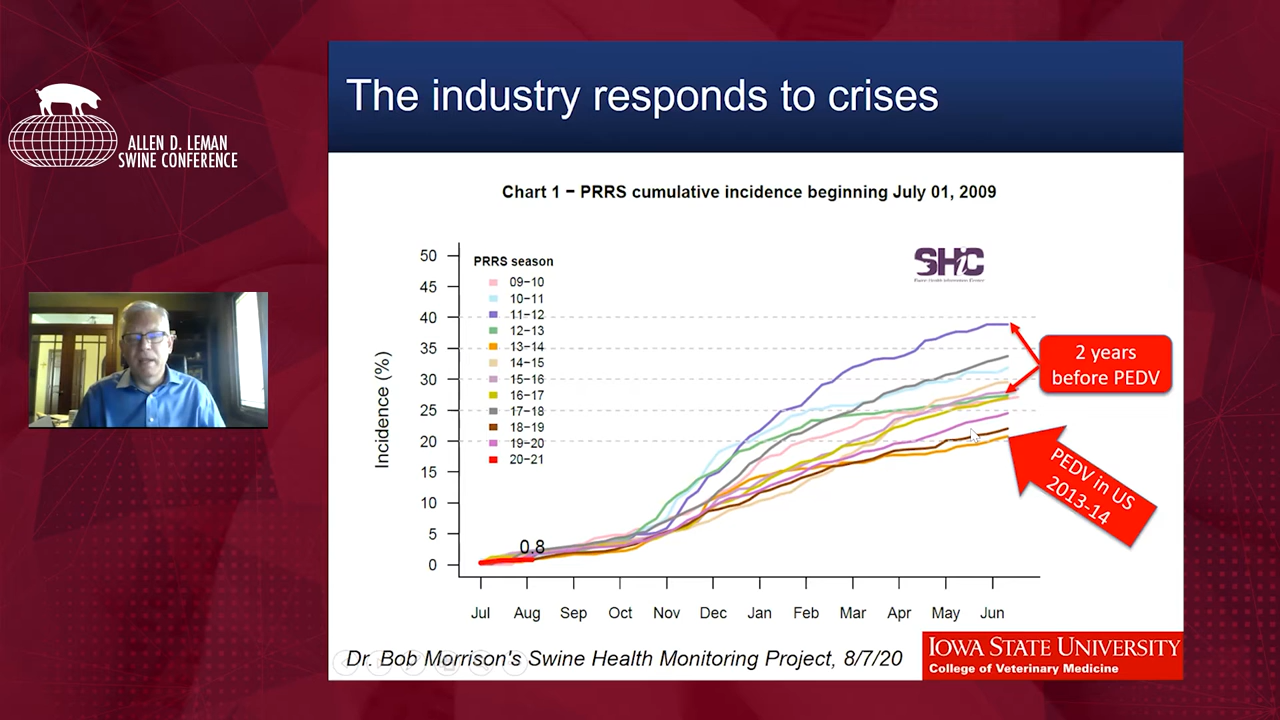 ALLEN D. LEMAN
SWINE CONFERENCE
The industry responds to crises
Chart 1 − PRRS cumulative incidence beginning July 01, 2009
SHiC
PRRS season
09−10
10−11
11−12
12−13
13−14
14−15
15−16
16−17
17−18
18−19
19−20
20−21
Incidence (%)
50
45
40
35
30
25
20
15
10
5
0
0.8
2 years
before PEDV
PEDV in US
2013-14
Jul Aug Sep Oct Nov Dec Jan Feb Mar Apr May Jun
Dr. Bob Morrison's Swine Health Monitoring Project, 8/7/20
IOWA STATE UNIVERSITY
College of Veterinary Medicine